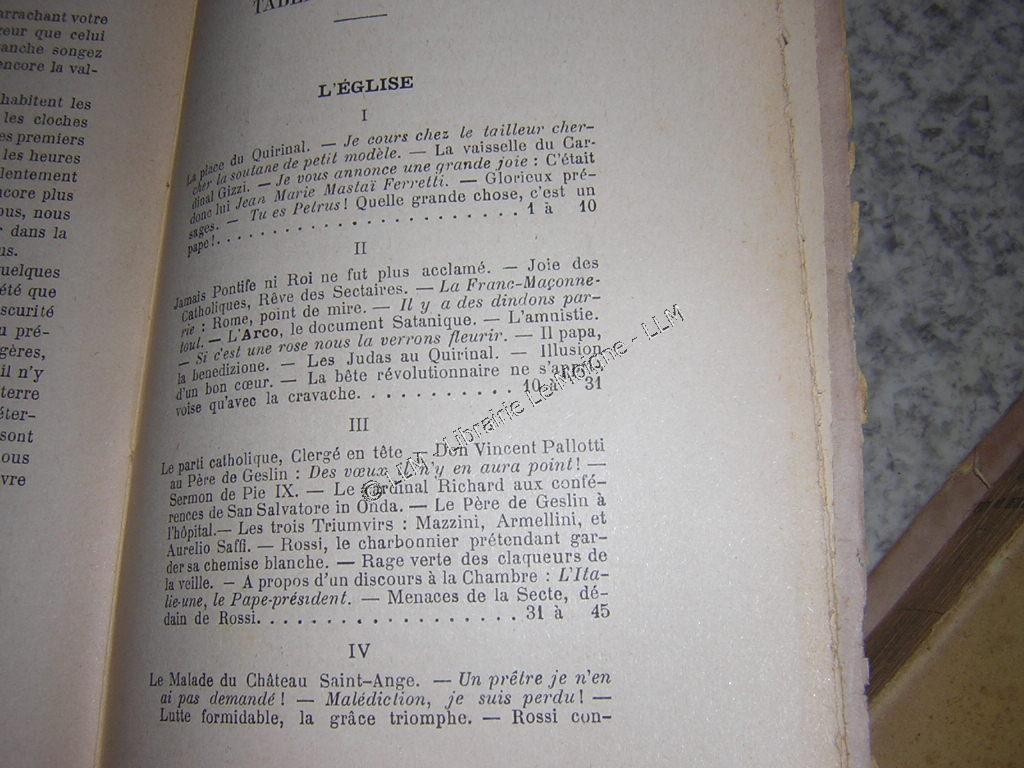 arrachant votre
eur que celui
anche songez
encore la val-
habitent les
les cloches
es premiers
les heures
lentement
ncore plus
ous, nous
r dans la
us.
uelques
été que
scurité
u pré-
gères,
il n'y
terre
éter-
sont
ous
vre
TABLE
L'ÉGLISE
I
La place du Quirinal. — Je cours chez le tailleur cher-
cher la soutane de petit modèle. — La vaisselle du Car-
dinal Gizzi. — Je vous annonce une grande joie : C'était
donc lui Jean Marie Mastaï Ferretti. — Glorieux pré-
sages. — Tu es Petrus ! Quelle grande chose, c'est un
pape !. . . . . . . . . . . . . . . . . . . . 1 à 10
II
Jamais Pontife ni Roi ne fut plus acclamé. — Joie des
Catholiques, Rêve des Sectaires. — La Franc-Maçonne-
rie : Rome, point de mire. — Il y a des dindons par-
tout. — L'Arco, le document Satanique. — L'amnistie.
— Si c'est une rose nous la verrons fleurir. — Il papa,
la benedizione. — Les Judas au Quirinal. — Illusion
d'un bon cœur. — La bête révolutionnaire ne s'appri-
voise qu'avec la cravache. . . . . . . . . . . 10 à 31
III
Le parti catholique, Clergé en tête — Don Vincent Pallotti
au Père de Geslin : Des vœux il n'y en aura point ! —
Sermon de Pie IX. — Le Cardinal Richard aux confé-
rences de San Salvatore in Onda. — Le Père de Geslin à
l'hôpital. — Les trois Triumvirs : Mazzini, Armellini, et
Aurelio Saffi. — Rossi, le charbonnier prétendant gar-
der sa chemise blanche. — Rage verte des claqueurs de
la veille. — A propos d'un discours à la Chambre : L'Ita-
lie-une, le Pape-président. — Menaces de la Secte, dé-
dain de Rossi. . . . . . . . . . . . . . . . . . . 31 à 45
IV
Le Malade du Château Saint-Ange. — Un prêtre je n'en
ai pas demandé ! — Malédiction, je suis perdu ! —
Lutte formidable, la grâce triomphe. — Rossi con-
© LLM - Librairie Le Moigne - LLM